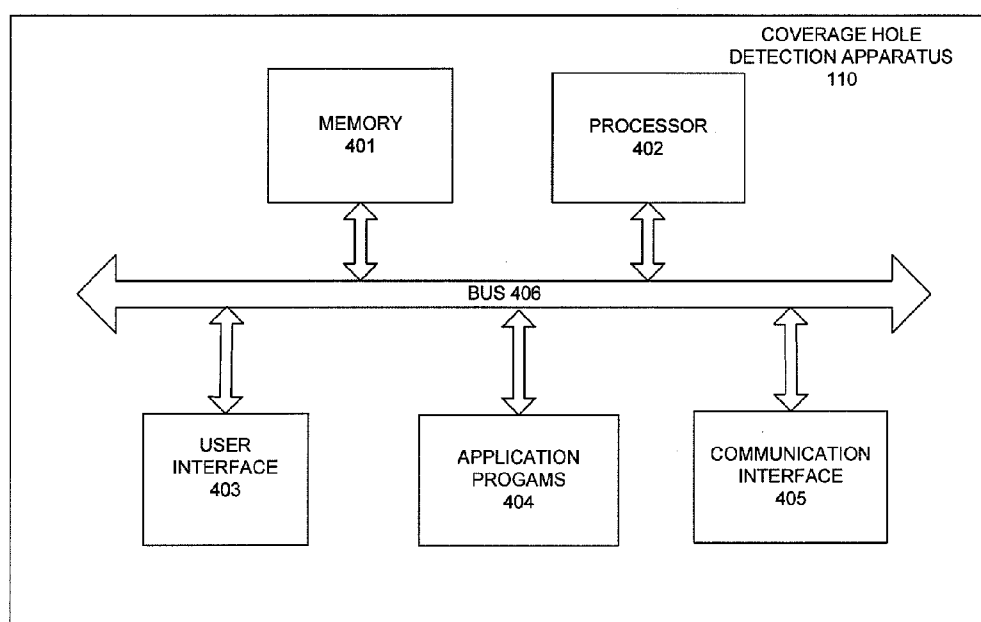 COVERAGE HOLE
DETECTION APPARATUS
110
MEMORY
401
PROCESSOR
402
BUS 406
USER
INTERFACE
403
APPLICATION
PROGAMS
404
COMMUNICATION
INTERFACE
405